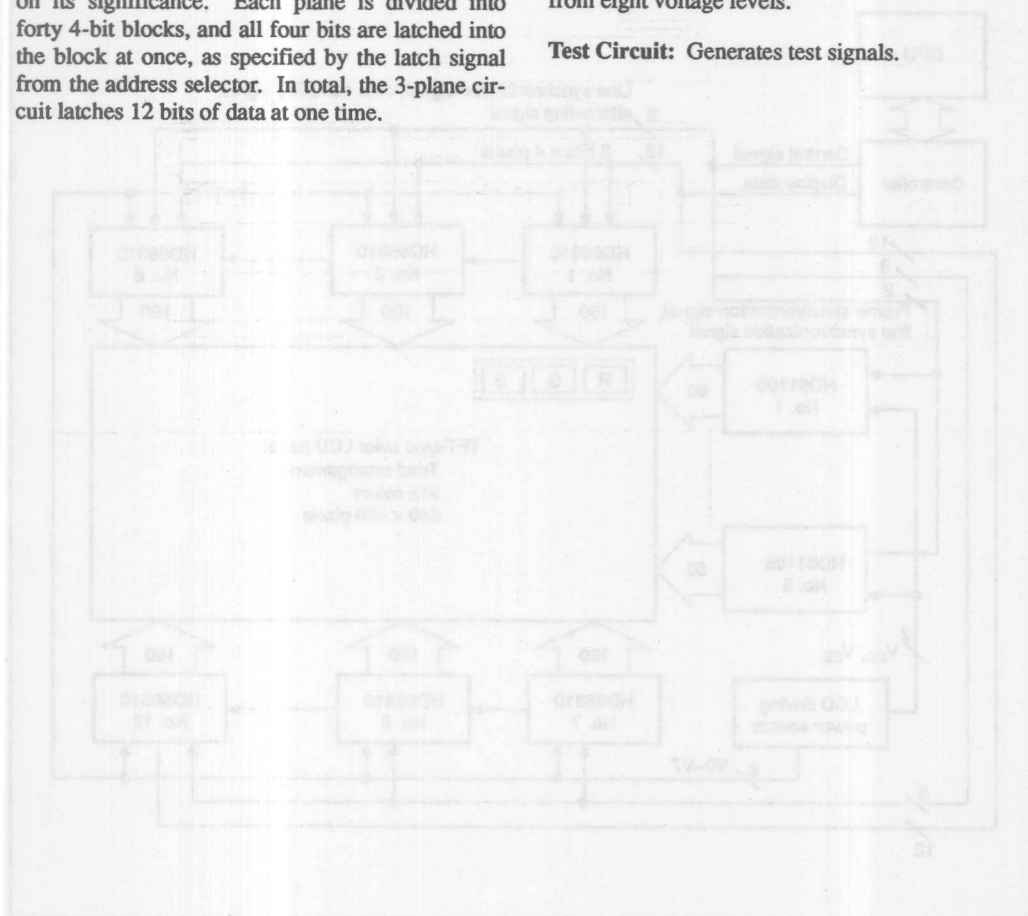 on its significance. Each plane is divided into
forty 4-bit blocks, and all four bits are latched into
the block at once, as specified by the latch signal
from the address selector. In total, the 3-plane cir-
cuit latches 12 bits of data at one time.
from eight voltage levels.
Test Circuit: Generates test signals.
Line synchronization
alternating signal
12 3 bits × 4 pixels
Control signal
Display data
Controller
HD66310
No. 6
HD66310
No. 2
HD66310
No. 1
160
160
160
Frame synchronization signal,
line synchronization signal
R G B
HD61105
No. 1
80
TFT-type color LCD panel
Triad arrangement
512 colors
640 × 480 pixels
HD61105
No. 6
80
VDD, VEE
160
160
160
HD66310
No. 12
HD66310
No. 8
HD66310
No. 7
LCD driving
power source
V0–V7
12